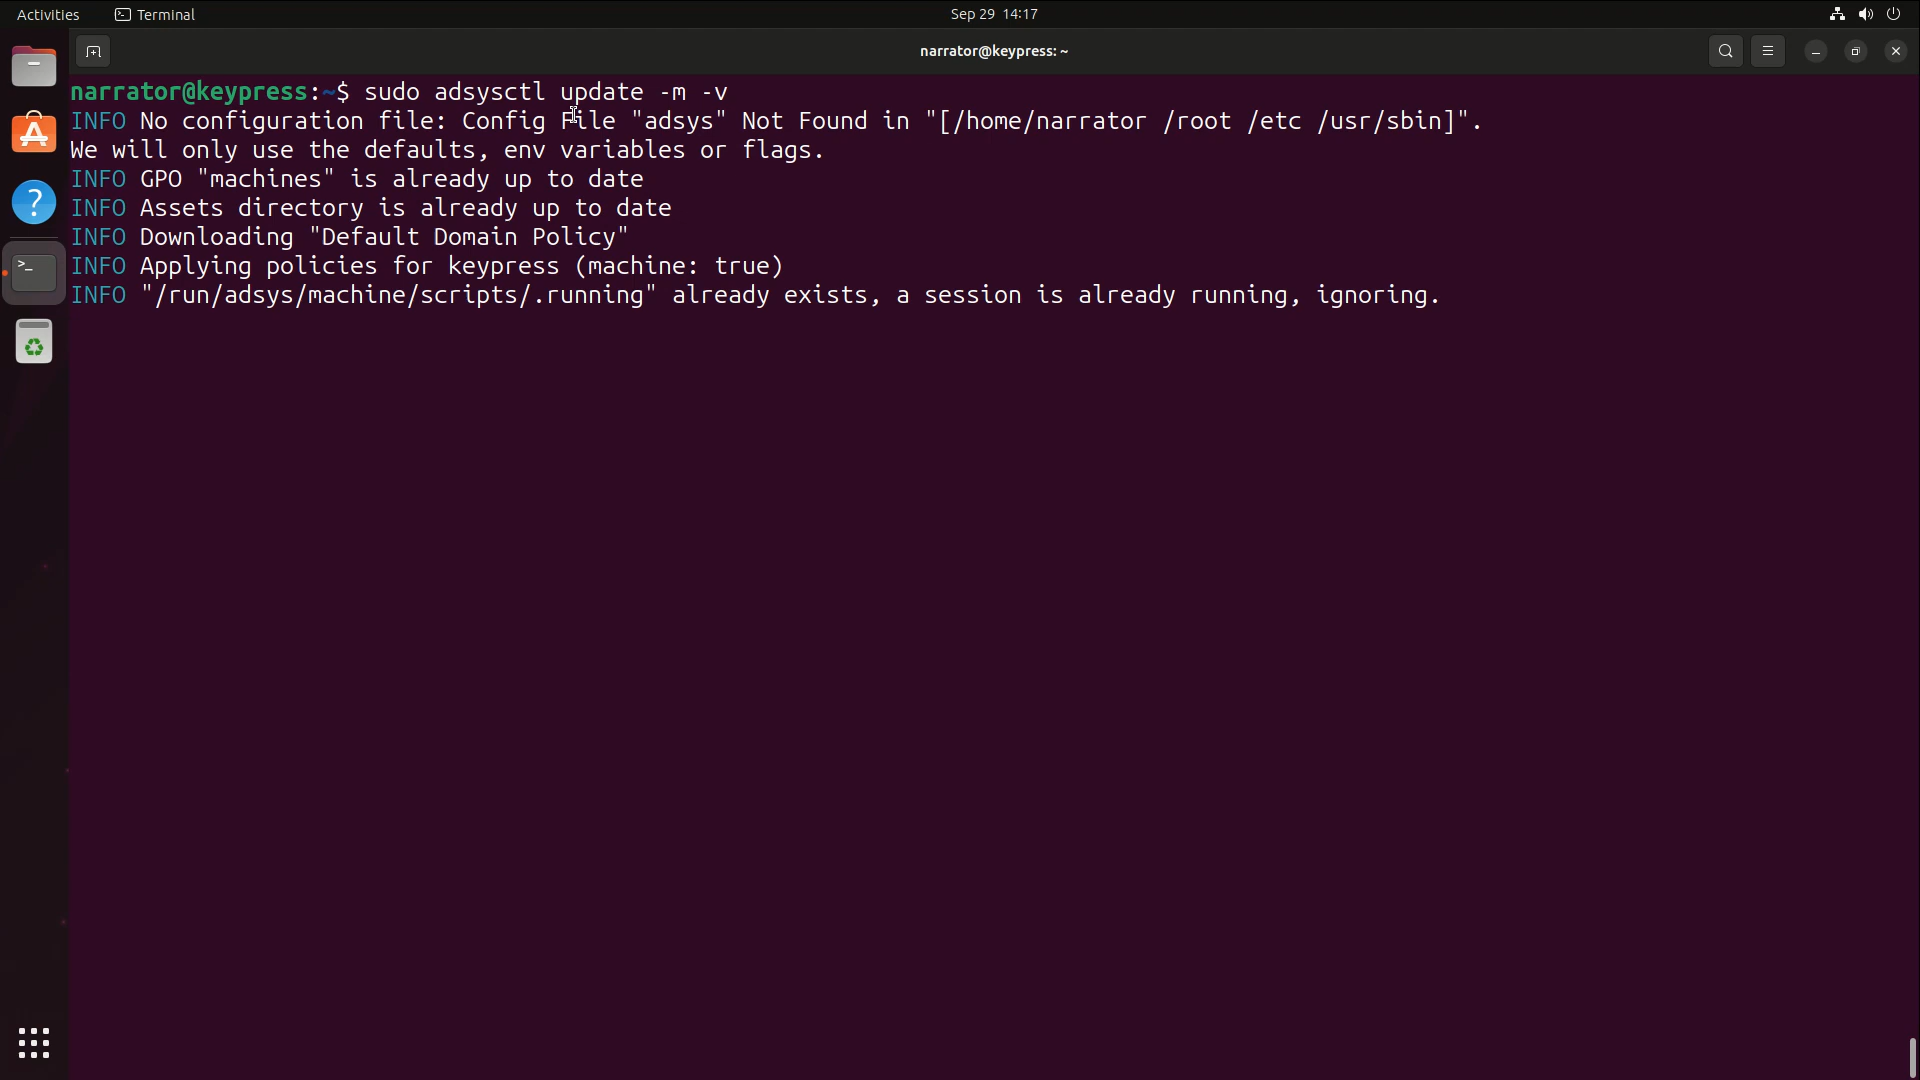 Activities Terminal Sep 29 14:17
narrator@keypress: ~
narrator@keypress:~$ sudo adsysctl update -m -v
INFO No configuration file: Config File "adsys" Not Found in "[/home/narrator /root /etc /usr/sbin]".
We will only use the defaults, env variables or flags.
INFO GPO "machines" is already up to date
INFO Assets directory is already up to date
INFO Downloading "Default Domain Policy"
INFO Applying policies for keypress (machine: true)
INFO "/run/adsys/machine/scripts/.running" already exists, a session is already running, ignoring.